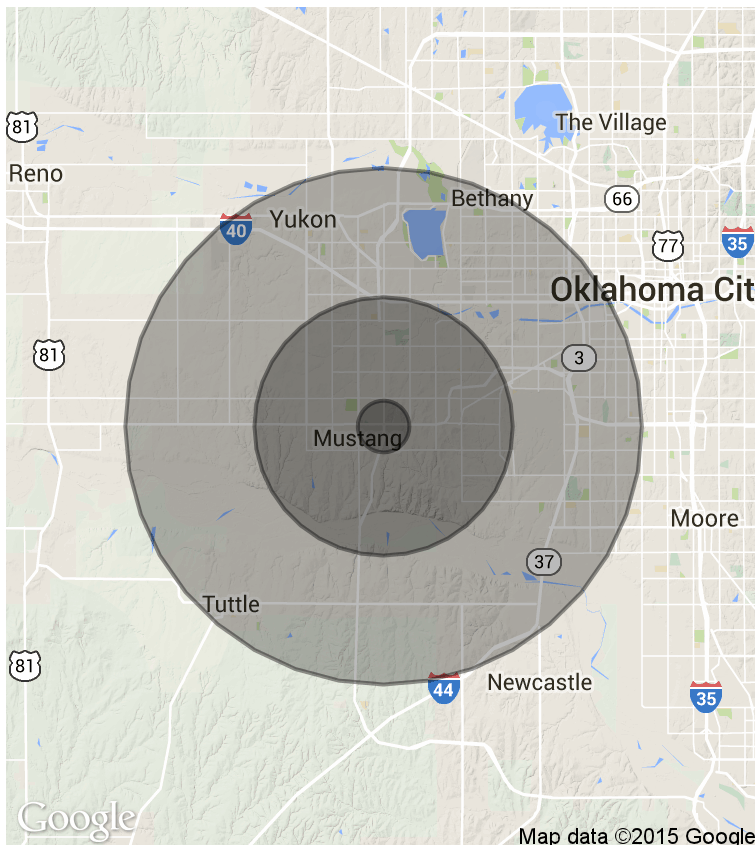 The Village
81
Reno
Bethany
66
Yukon
40
77
35
Oklahoma Cit
81
3
Mustang
Moore
37
Tuttle
81
44
Newcastle
35
Google
Map data ©2015 Google